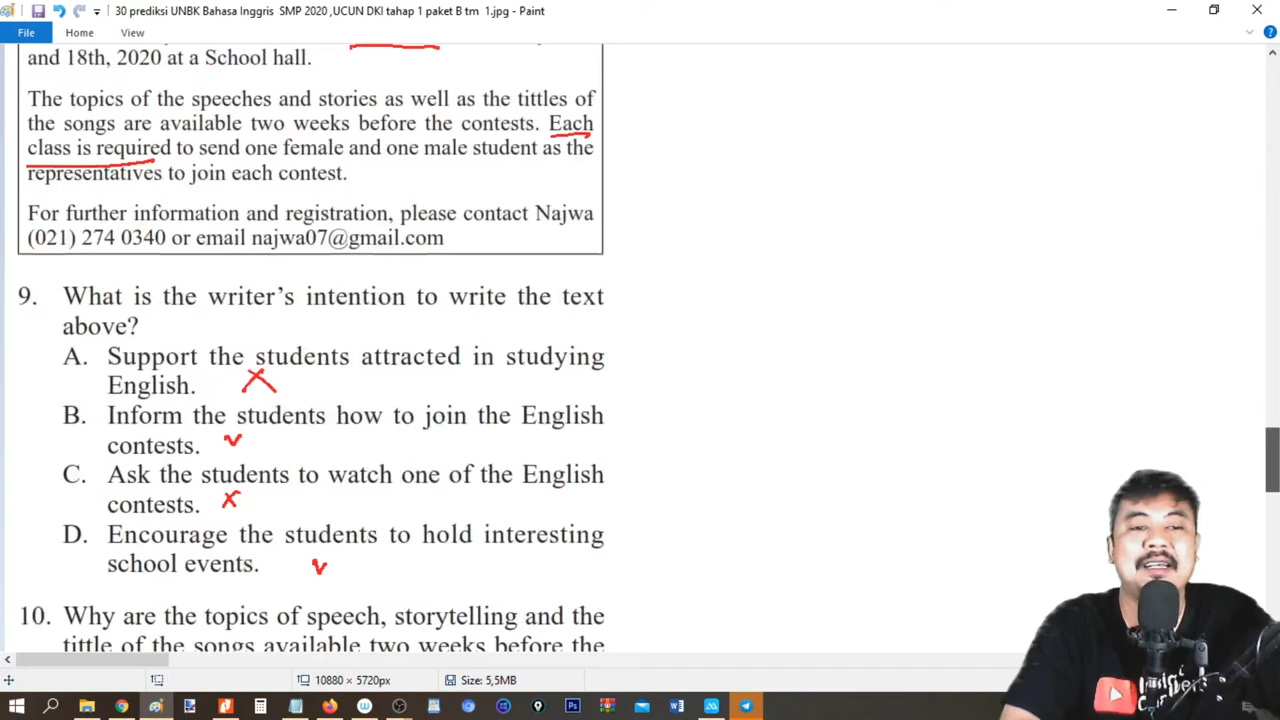 30 prediksi UNBK Bahasa Inggris SMP 2020 ,UCUN DKI tahap 1 paket B tm 1.jpg - Paint
File Home View
and 18th, 2020 at a School hall.
The topics of the speeches and stories as well as the tittles of
the songs are available two weeks before the contests. Each
class is required to send one female and one male student as the
representatives to join each contest.
For further information and registration, please contact Najwa
(021) 274 0340 or email najwa07@gmail.com
9. What is the writer's intention to write the text
above?
A. Support the students attracted in studying
English.
B. Inform the students how to join the English
contests.
C. Ask the students to watch one of the English
contests.
D. Encourage the students to hold interesting
school events.
10. Why are the topics of speech, storytelling and the
tittle of the songs available two weeks before the
10880 × 5720px
Size: 5,5MB